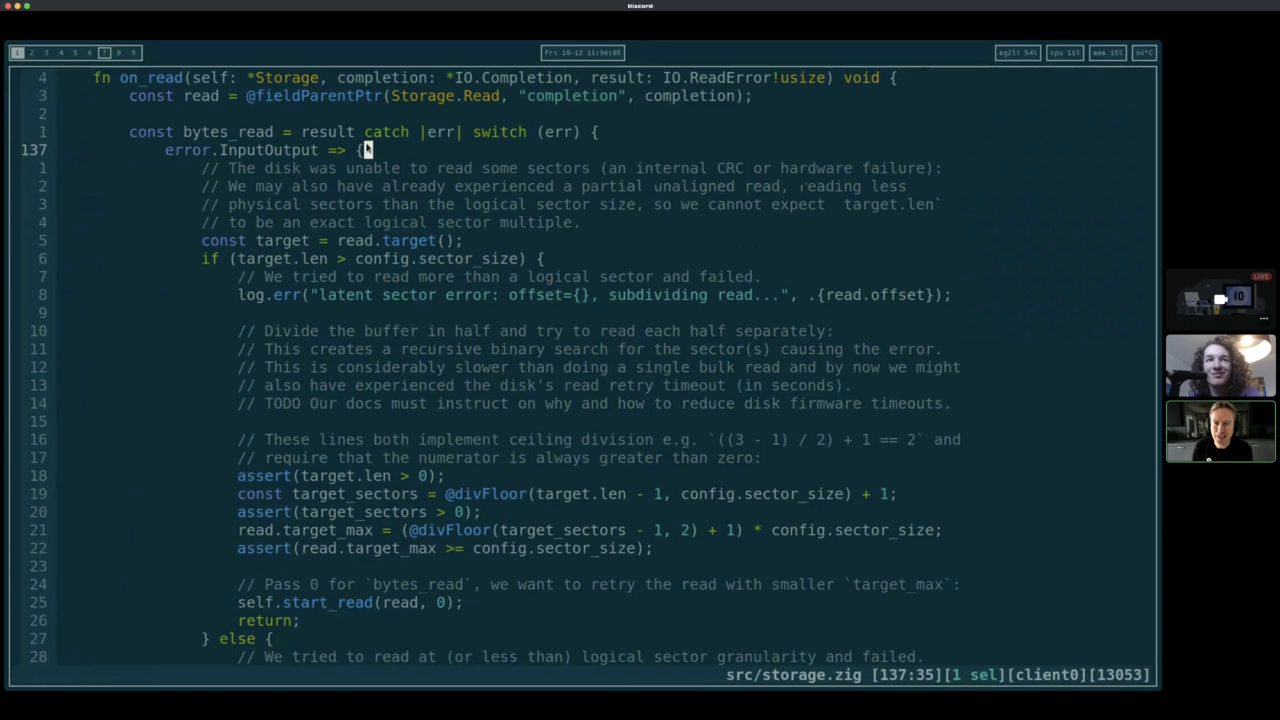 Discord
1 2 3 4 5 6 7 8 9
Fri 10-12 11:06:05
cpu 11%
mem 15%
66°C
4 fn on_read(self: *Storage, completion: *IO.Completion, result: IO.ReadError!usize) void {
3 const read = @fieldParentPtr(Storage.Read, "completion", completion);
2
1 const bytes_read = result catch |err| switch (err) {
137 error.InputOutput => {
1 // The disk was unable to read some sectors (an internal CRC or hardware failure):
2 // We may also have already experienced a partial unaligned read, reading less
3 // physical sectors than the logical sector size, so we cannot expect target.len`
4 // to be an exact logical sector multiple.
5 const target = read.target();
6 if (target.len > config.sector_size) {
7 // We tried to read more than a logical sector and failed.
8 log.err("latent sector error: offset={}, subdividing read...", .{read.offset});
9
10 // Divide the buffer in half and try to read each half separately:
11 // This creates a recursive binary search for the sector(s) causing the error.
12 // This is considerably slower than doing a single bulk read and by now we might
13 // also have experienced the disk's read retry timeout (in seconds).
14 // TODO Our docs must instruct on why and how to reduce disk firmware timeouts.
15
16 // These lines both implement ceiling division e.g. `((3 - 1) / 2) + 1 == 2` and
17 // require that the numerator is always greater than zero:
18 assert(target.len > 0);
19 const target_sectors = @divFloor(target.len - 1, config.sector_size) + 1;
20 assert(target_sectors > 0);
21 read.target_max = (@divFloor(target_sectors - 1, 2) + 1) * config.sector_size;
22 assert(read.target_max >= config.sector_size);
23
24 // Pass 0 for `bytes_read`, we want to retry the read with smaller `target_max`:
25 self.start_read(read, 0);
26 return;
27 } else {
28 // We tried to read at (or less than) logical sector granularity and failed.
src/storage.zig [137:35][1 sel][client0][13053]
LIVE